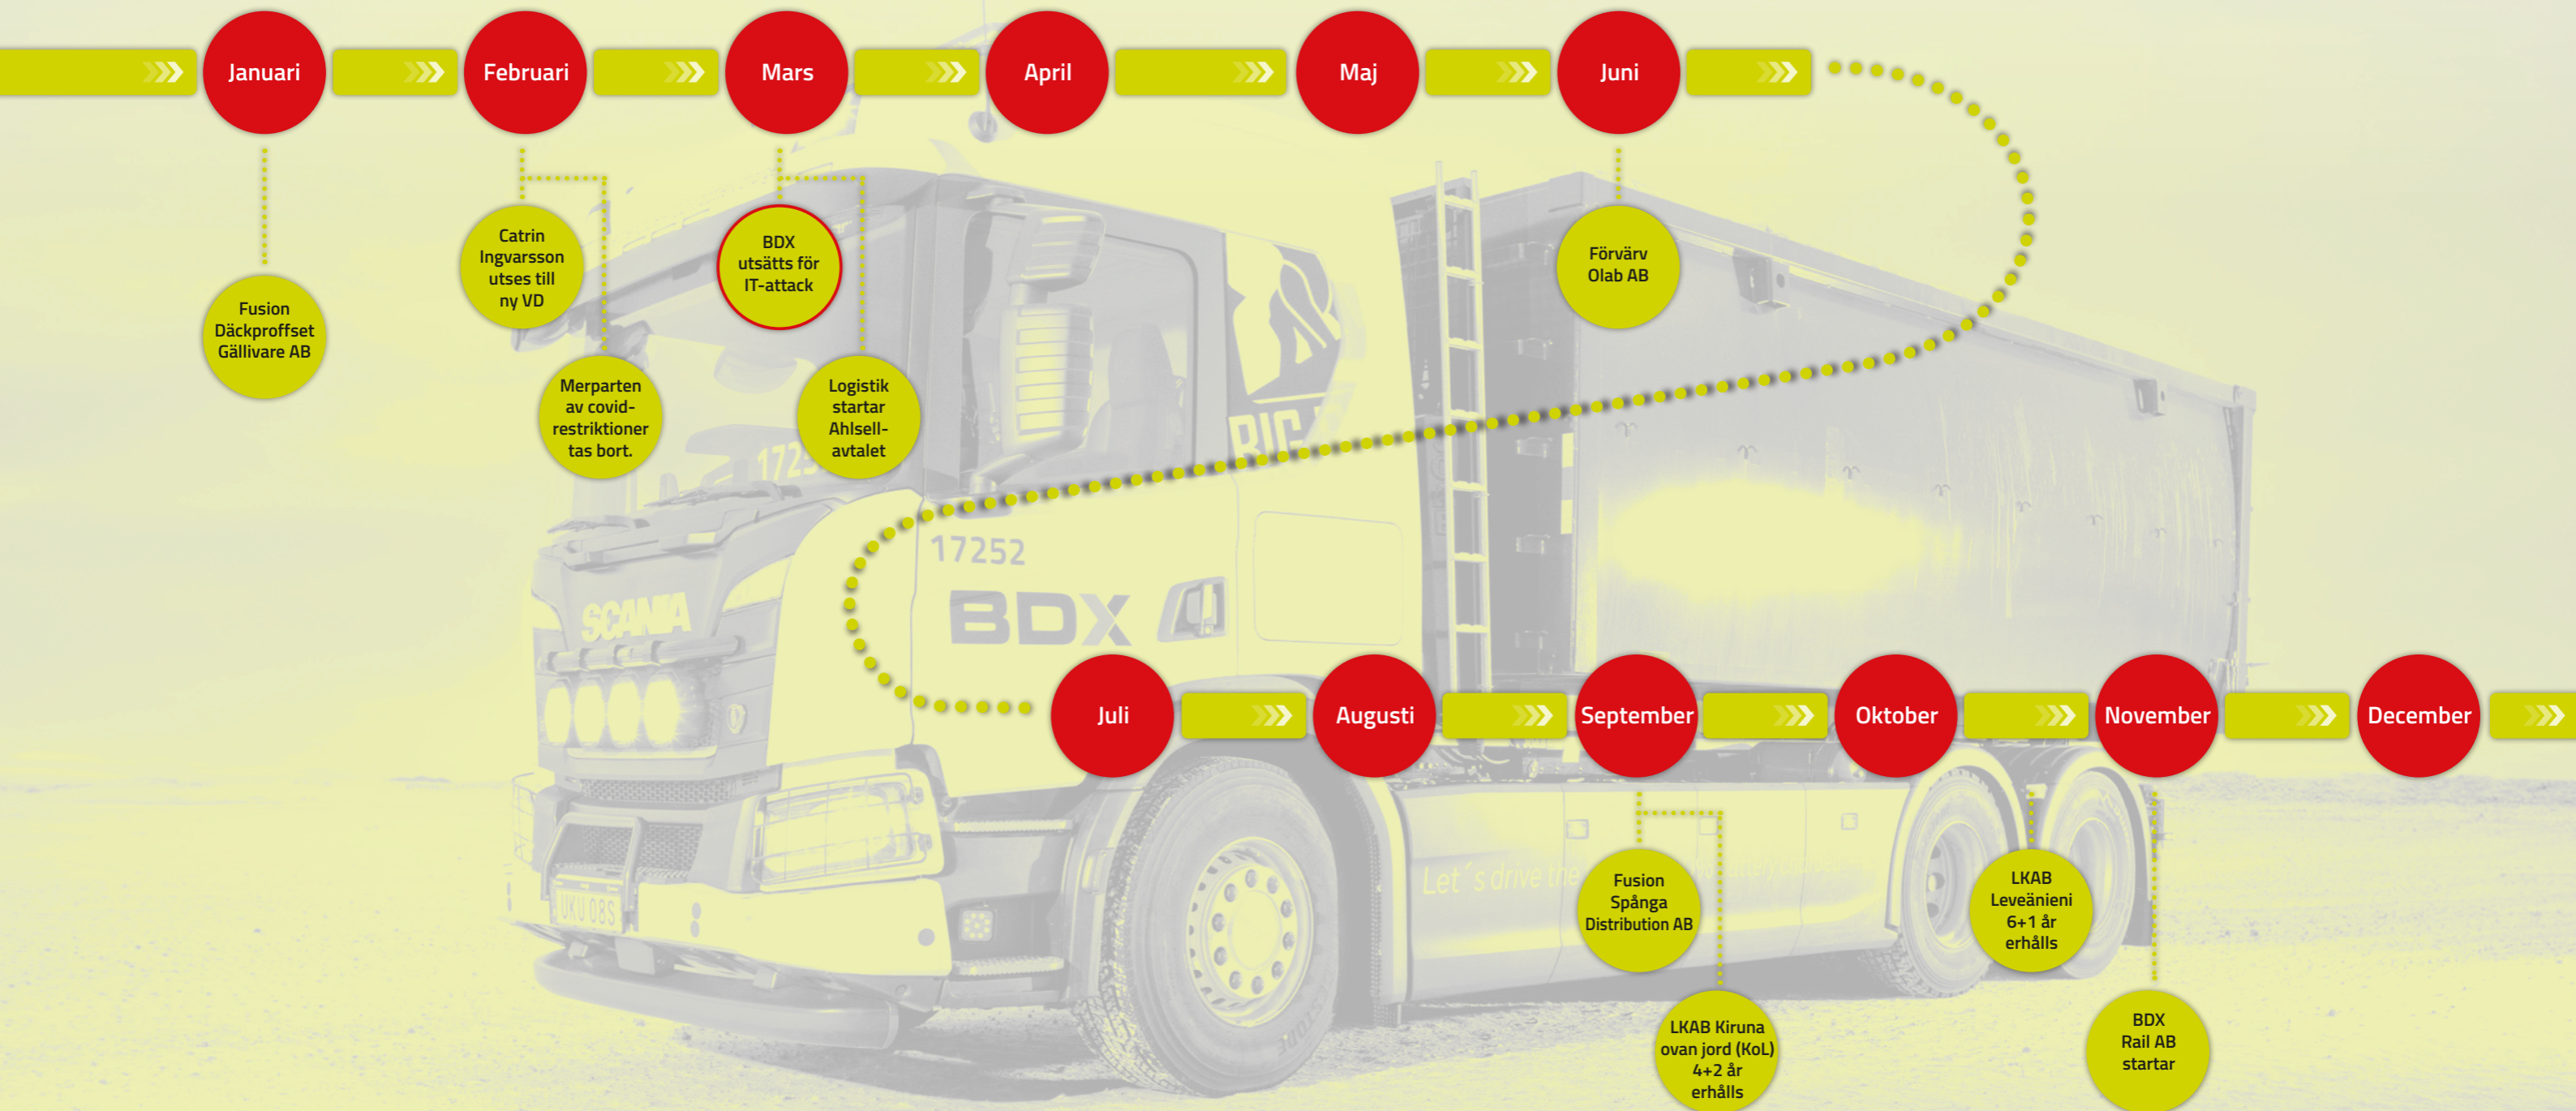 Januari
Februari
Mars
April
Maj
Juni
Fusion
Däckproffset
Gällivare AB
Catrin
Ingvarsson
utses till
ny VD
Merparten
av covid-
restriktioner
tas bort.
BDX
utsätts för
IT-attack
Logistik
startar
Ahlsell-
avtalet
Förvärv
Olab AB
17252
BDX
SCANIA
Let´s drive the
Juli
Augusti
September
Oktober
November
December
Fusion
Spånga
Distribution AB
LKAB Kiruna
ovan jord (KoL)
4+2 år
erhålls
LKAB
Leveänieni
6+1 år
erhålls
BDX
Rail AB
startar